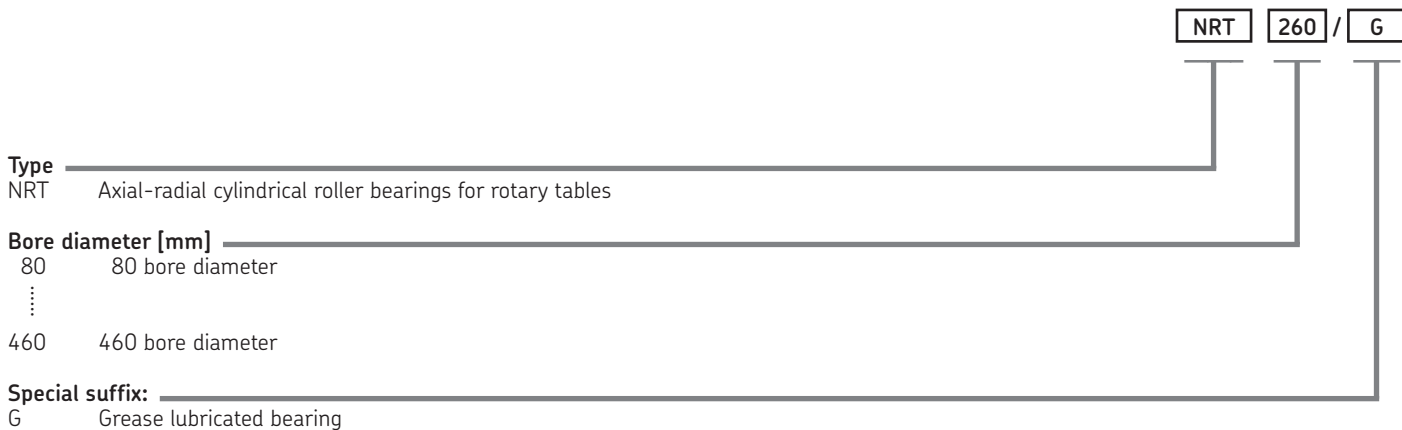 NRT 260 / G
Type
NRT Axial-radial cylindrical roller bearings for rotary tables
Bore diameter [mm]
80 80 bore diameter
460 460 bore diameter
Special suffix:
G Grease lubricated bearing